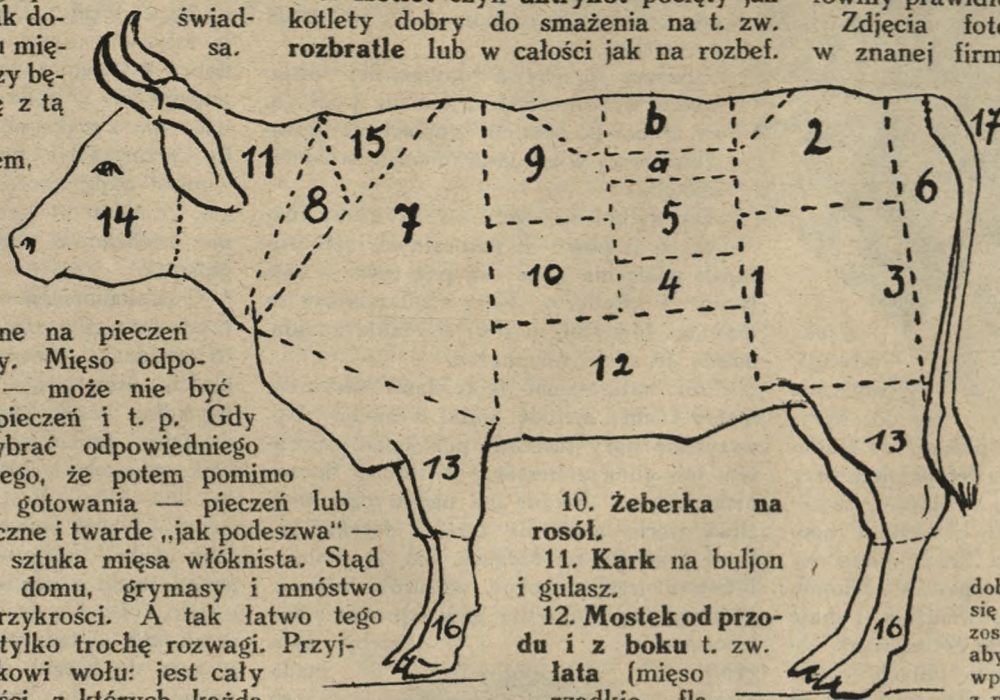 świad-
sa.
kotlety dobry do smażenia na t. zw.
rozbratle lub w całości jak na rozbef.
Zdjęcia
w znanej
u mię-
zy bę-
z tą
11
15
8
7
14
9
10
b
a
5
4
12
2
1
3
6
17
13
13
16
16
ne na pieczeń
y. Mięso odpo-
— może nie być
pieczeń i t. p. Gdy
ybrać odpowiedniego
ego, że potem pomimo
gotowania — pieczeń lub
czne i twarde „jak podeszwa" —
sztuka mięsa włóknista. Stąd
domu, grymasy i mnóstwo
rzykrości. A tak łatwo tego
tylko trochę rozwagi. Przyj-
kowi wołu: jest cały
10. Żeberka na
rosół.
11. Kark na buljon
i gulasz.
12. Mostek od przo-
du i z boku t. zw.
łata (mięso
się